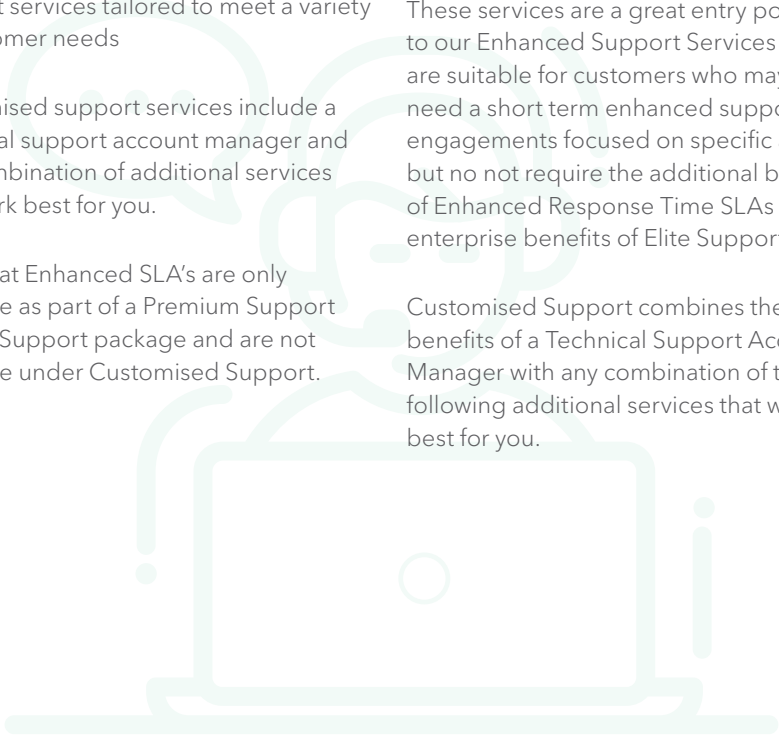 t services tailored to meet a variety
omer needs
ised support services include a
al support account manager and
mbination of additional services
rk best for you.
at Enhanced SLA's are only
e as part of a Premium Support
Support package and are not
e under Customised Support.
These services are a great entry po
to our Enhanced Support Services
are suitable for customers who may
need a short term enhanced suppo
engagements focused on specific
but no not require the additional b
of Enhanced Response Time SLAs
enterprise benefits of Elite Support
Customised Support combines the
benefits of a Technical Support Acc
Manager with any combination of t
following additional services that w
best for you.